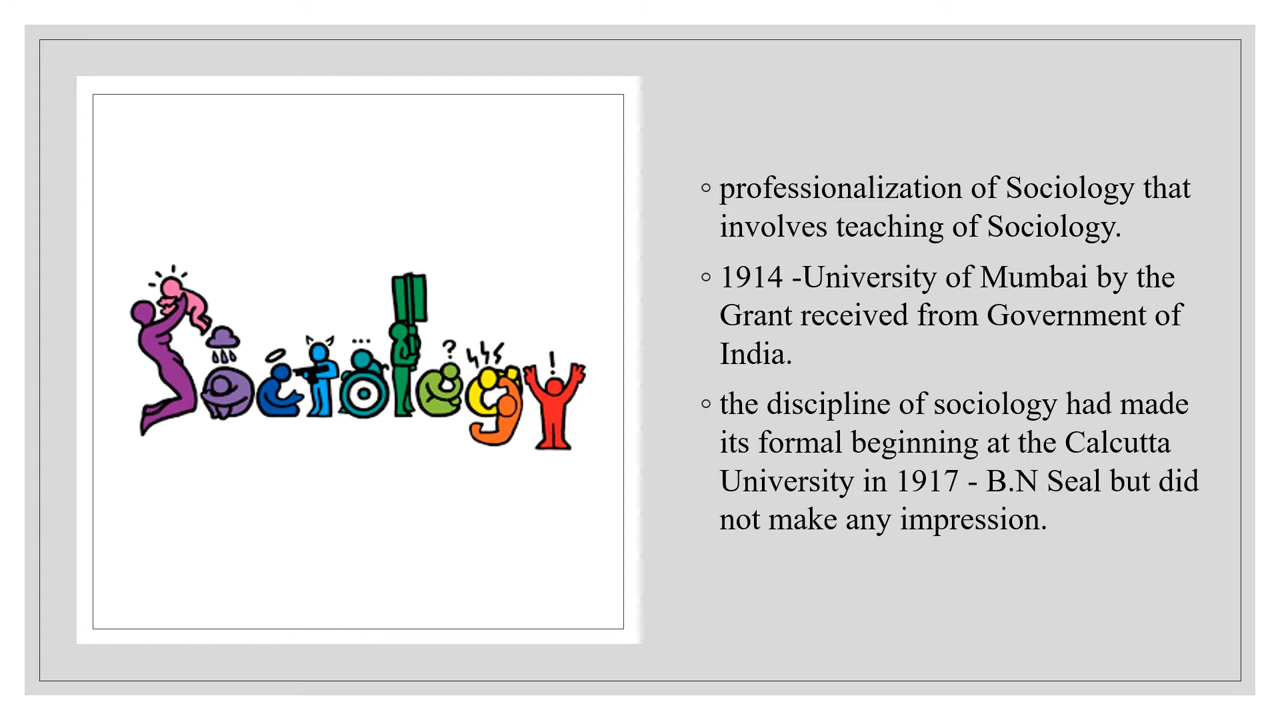 Sociology
◦ professionalization of Sociology that
involves teaching of Sociology.
◦ 1914 -University of Mumbai by the
Grant received from Government of
India.
◦ the discipline of sociology had made
its formal beginning at the Calcutta
University in 1917 - B.N Seal but did
not make any impression.